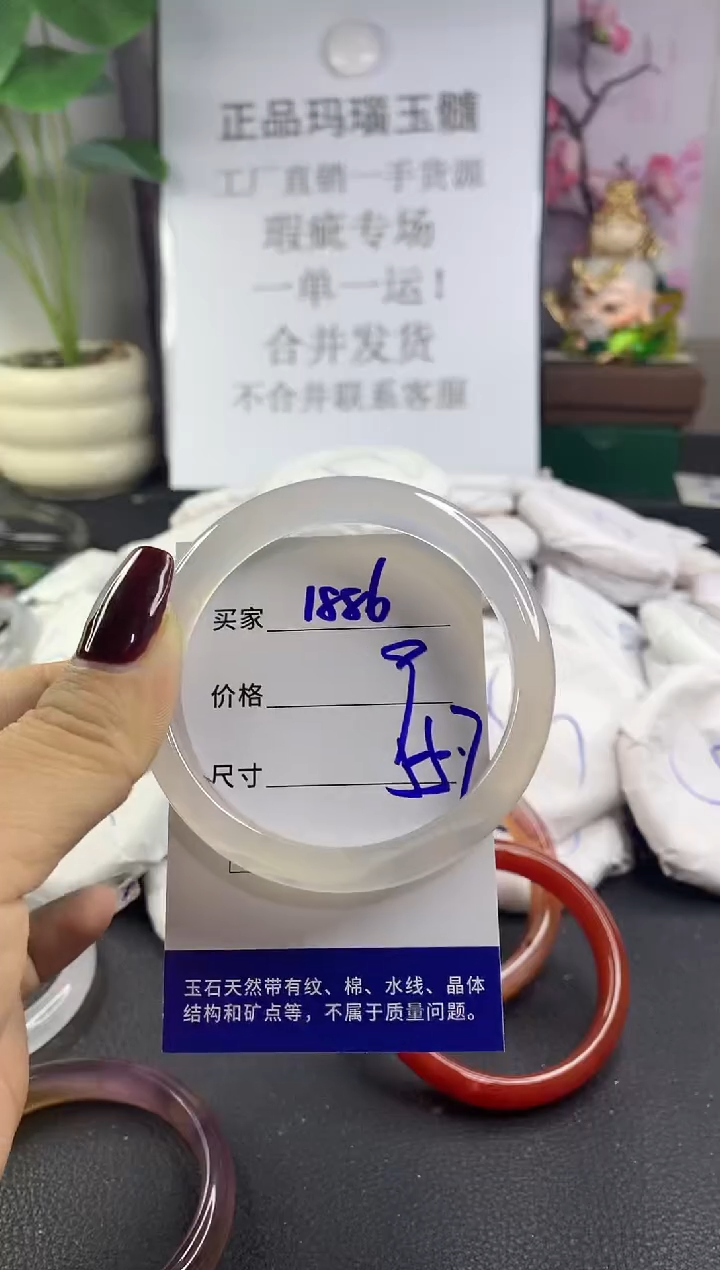 正品玛瑙玉髓
工厂直销一手货源
瑕疵专场
一单一运！
合并发货
不合并联系客服
买家 1886
价格
尺寸 55.7
玉石天然带有纹、棉、水线、晶体
结构和矿点等，不属于质量问题。